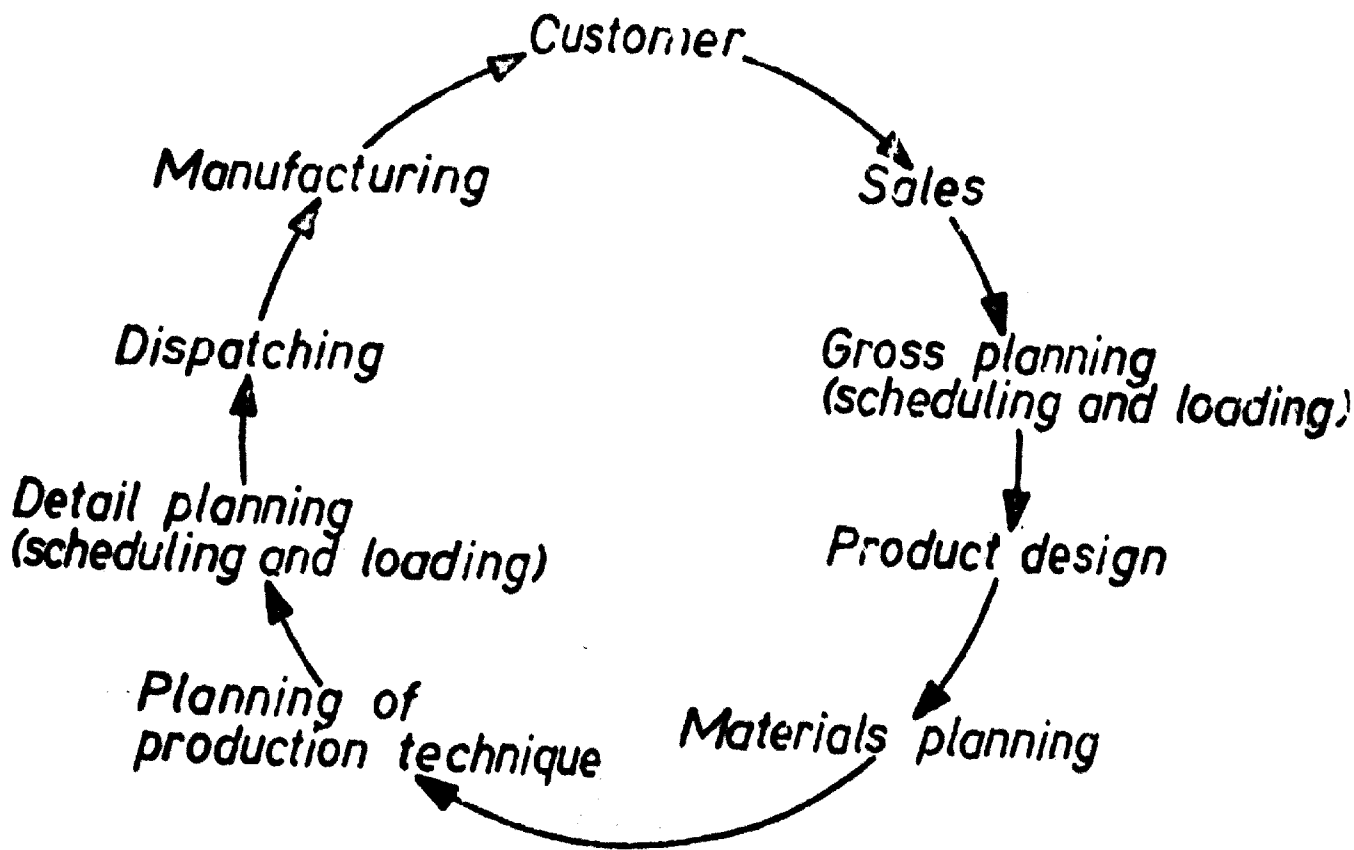 Customer
Sales
Gross planning
(scheduling and loading)
Product design
Materials planning
Planning of
production technique
Detail planning
(scheduling and loading)
Dispatching
Manufacturing